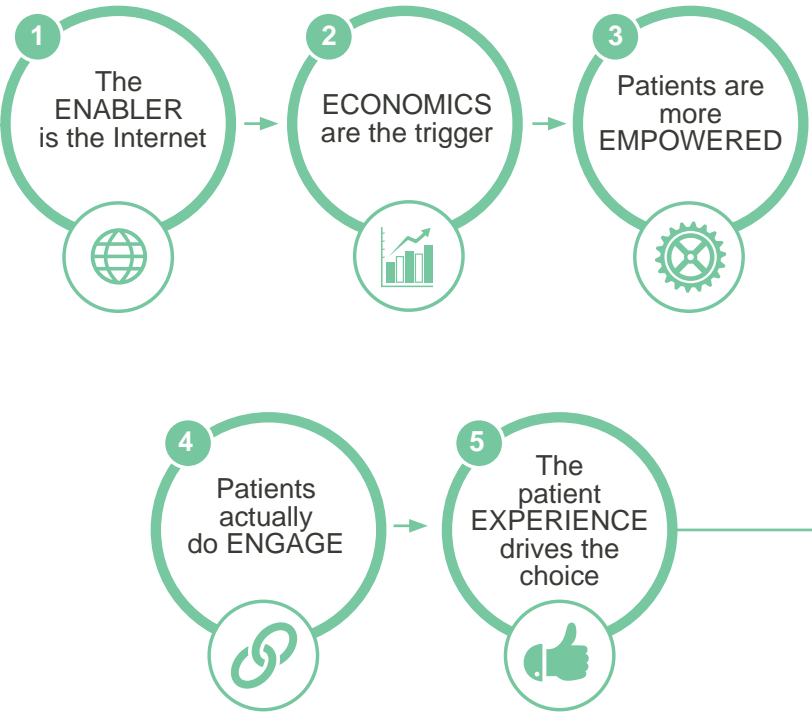 1
The
ENABLER
is the Internet
2
ECONOMICS
are the trigger
3
Patients are
more
EMPOWERED
4
Patients
actually
do ENGAGE
5
The
patient
EXPERIENCE
drives the
choice